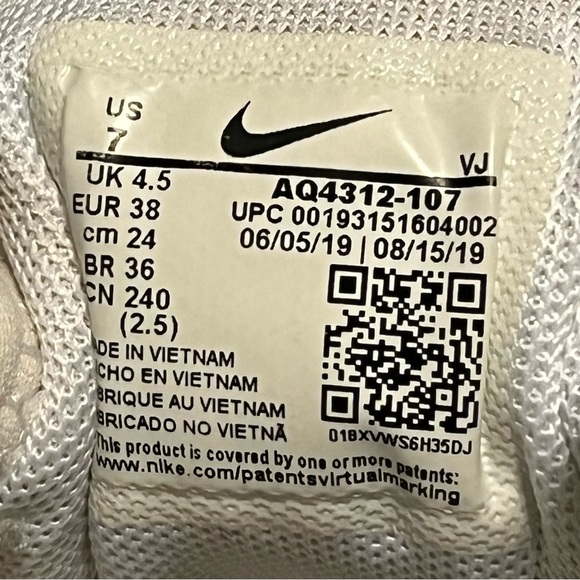 US
7
VJ
UK 4.5
AQ4312-107
EUR 38
UPC 00193151604002
cm 24
06/05/19 | 08/15/19
BR 36
CN 240
(2.5)
ADE IN VIETNAM
CHO EN VIETNAM
BRIQUE AU VIETNAM
BRICADO NO VIETNÃ
01BXVWS6H35DJ
This product is covered by one or more patents:
www.nike.com/patentsvirtualmarking